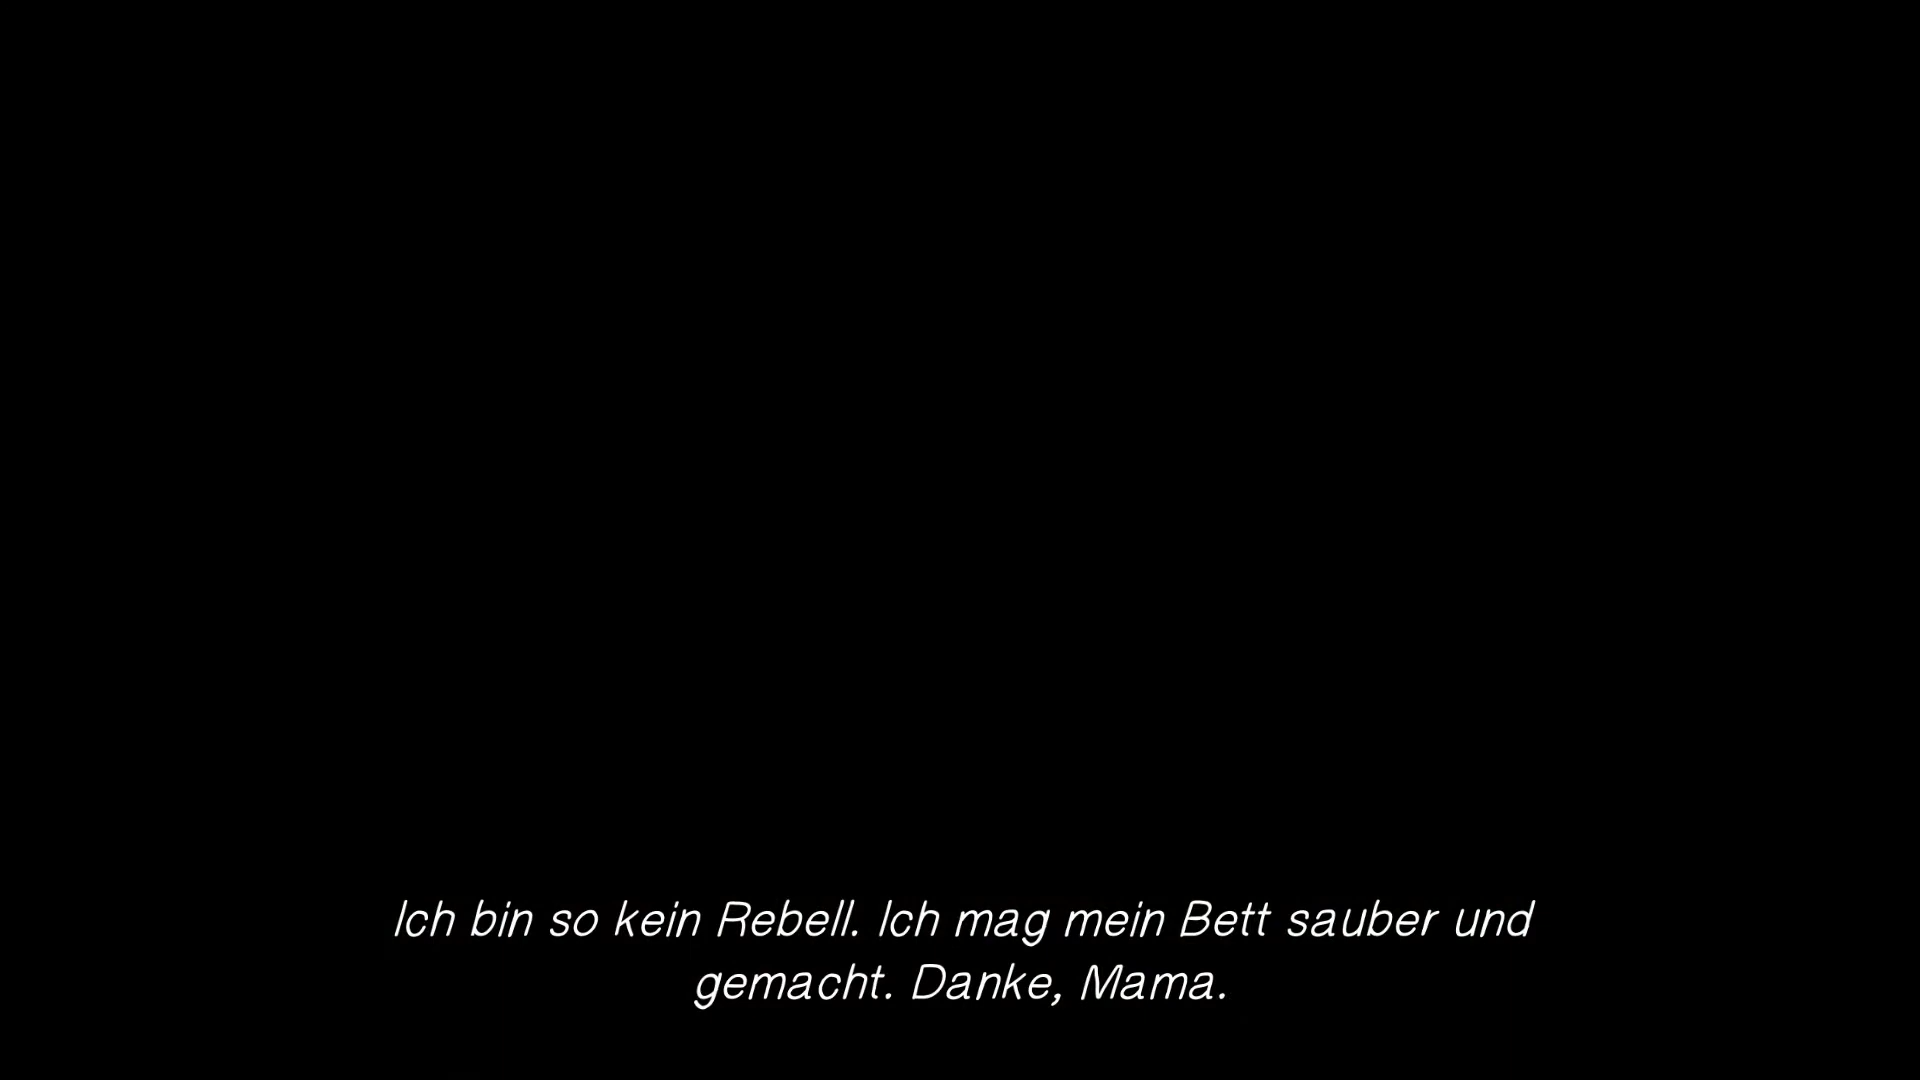 Ich bin so kein Rebell. Ich mag mein Bett sauber und
gemacht. Danke, Mama.